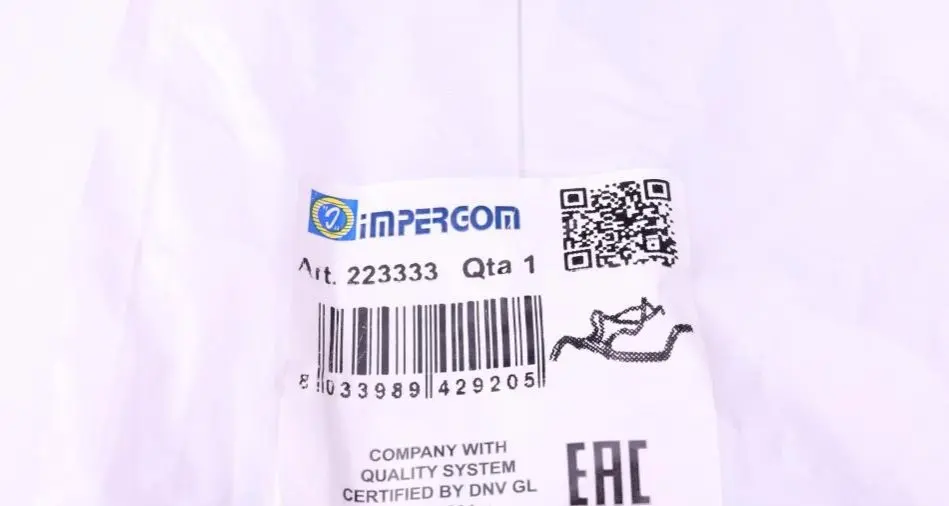 IMPERGOM
Art. 223333 Qta 1
8 033989 429205
COMPANY WITH
QUALITY SYSTEM
CERTIFIED BY DNV GL
EAC